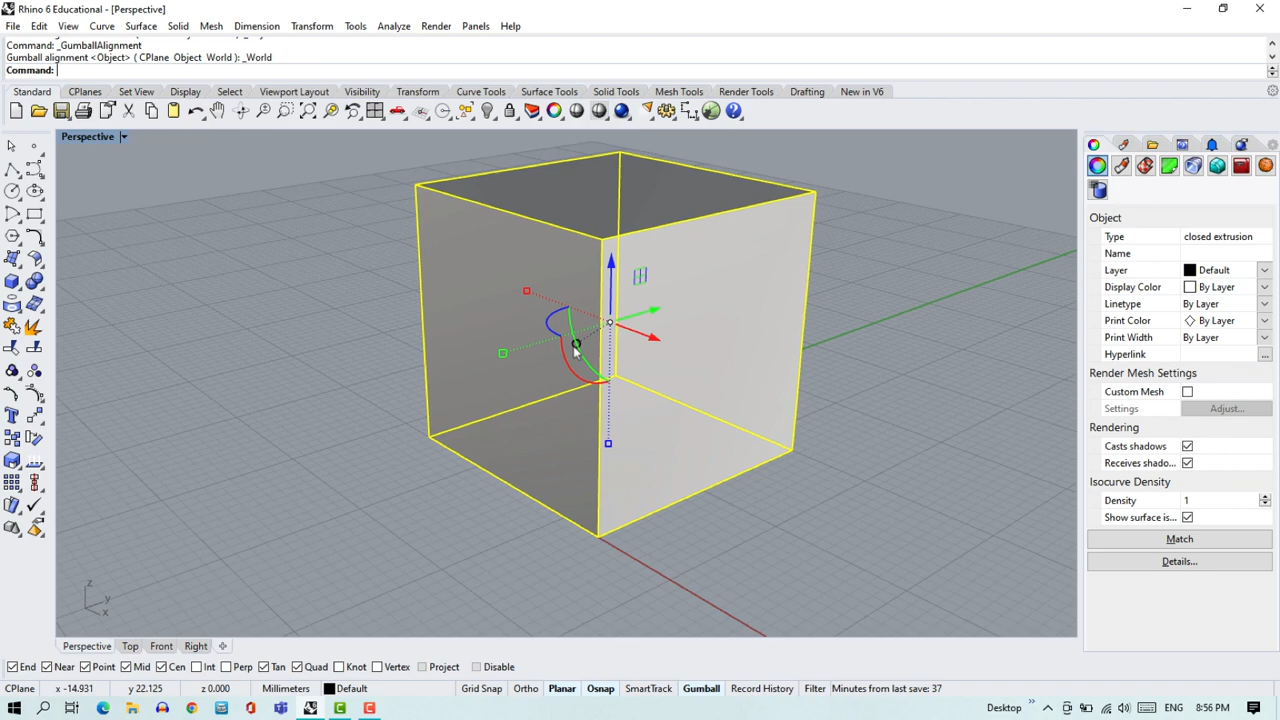 Rhino 6 Educational - [Perspective]
File Edit View Curve Surface Solid Mesh Dimension Transform Tools Analyze Render Panels Help
Command: _GumballAlignment
Gumball alignment <Object> ( CPlane Object World ): _World
Command:
Standard CPlanes Set View Display Select Viewport Layout Visibility Transform Curve Tools Surface Tools Solid Tools Mesh Tools Render Tools Drafting New in V6
Perspective
Object
Type closed extrusion
Name
Layer Default
Display Color By Layer
Linetype By Layer
Print Color By Layer
Print Width By Layer
Hyperlink ...
Render Mesh Settings
Custom Mesh
Settings Adjust...
Rendering
Casts shadows
Receives shado...
Isocurve Density
Density 1
Show surface is...
Match
Details...
z
y
x
Perspective Top Front Right
End Near Point Mid Cen Int Perp Tan Quad Knot Vertex Project Disable
CPlane x -14.931 y 22.125 z 0.000 Millimeters Default Grid Snap Ortho Planar Osnap SmartTrack Gumball Record History Filter Minutes from last save: 37
Desktop ENG 8:56 PM